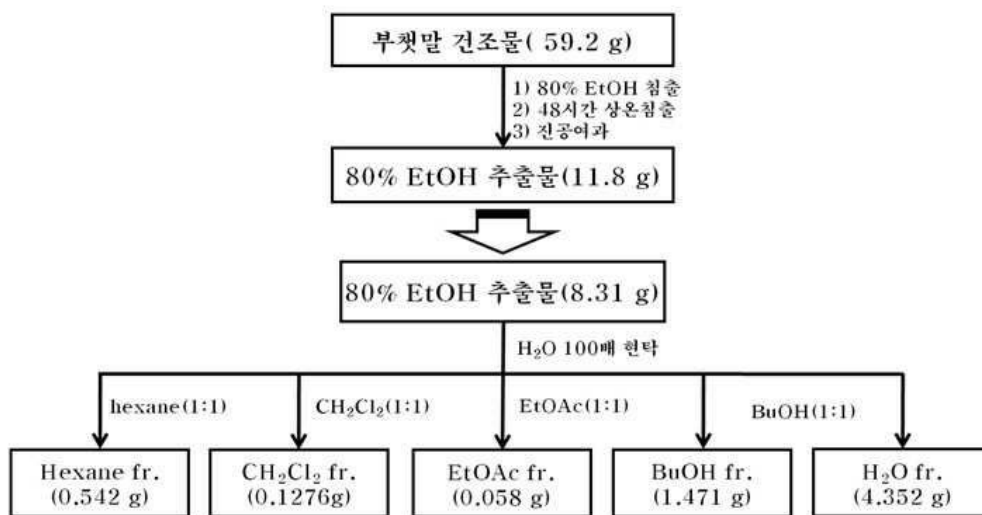 부챗말 건조물( 59.2 g)
1) 80% EtOH 침출
2) 48시간 상온침출
3) 진공여과
80% EtOH 추출물(11.8 g)
80% EtOH 추출물(8.31 g)
H₂O 100배 현탁
hexane(1:1)
CH₂Cl₂(1:1)
EtOAc(1:1)
BuOH(1:1)
Hexane fr.
(0.542 g)
CH₂Cl₂ fr.
(0.1276g)
EtOAc fr.
(0.058 g)
BuOH fr.
(1.471 g)
H₂O fr.
(4.352 g)